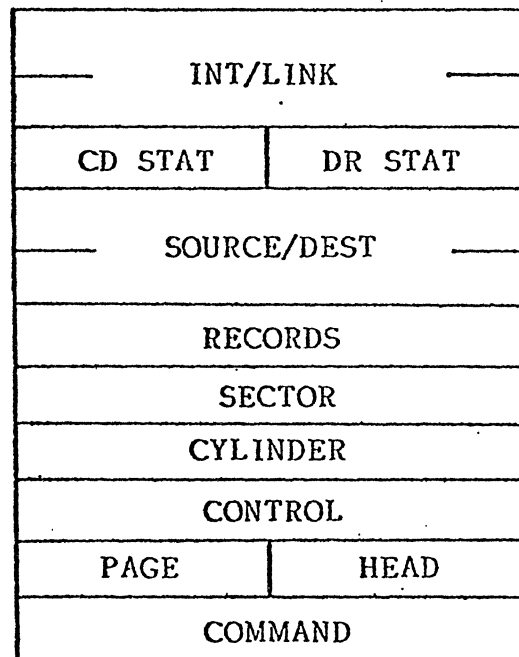 INT/LINK
CD STAT DR STAT
SOURCE/DEST
RECORDS
SECTOR
CYLINDER
CONTROL
PAGE HEAD
COMMAND